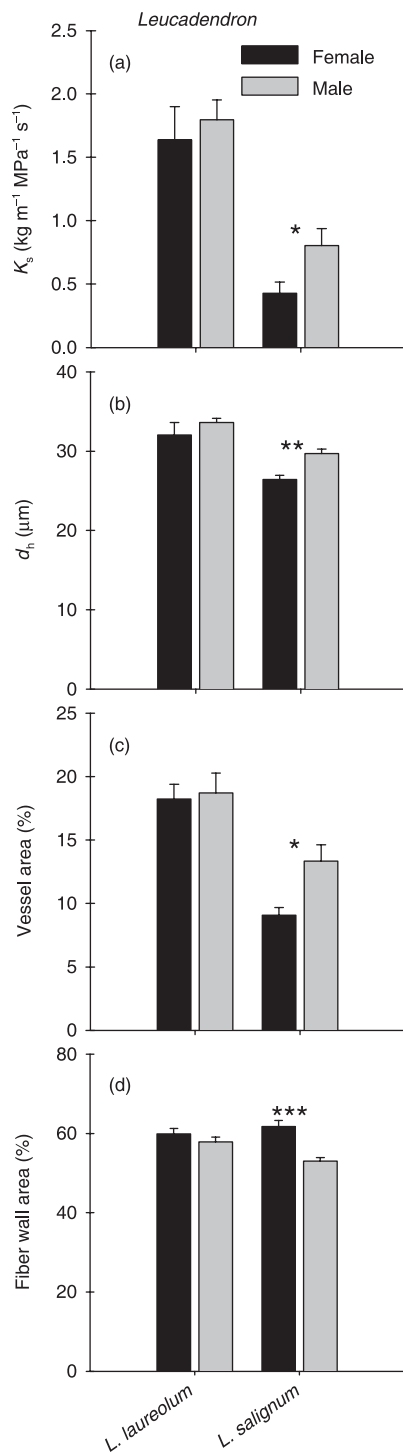 Leucadendron
(a)
Female
Male
2.5
2.0
1.5
1.0
0.5
0.0
Kₛ (kg m⁻¹ MPa⁻¹ s⁻¹)
*
(b)
40
30
20
10
0
dₕ (μm)
**
(c)
25
20
15
10
5
0
Vessel area (%)
*
(d)
80
60
40
20
0
Fiber wall area (%)
***
L. laureolum
L. salignum